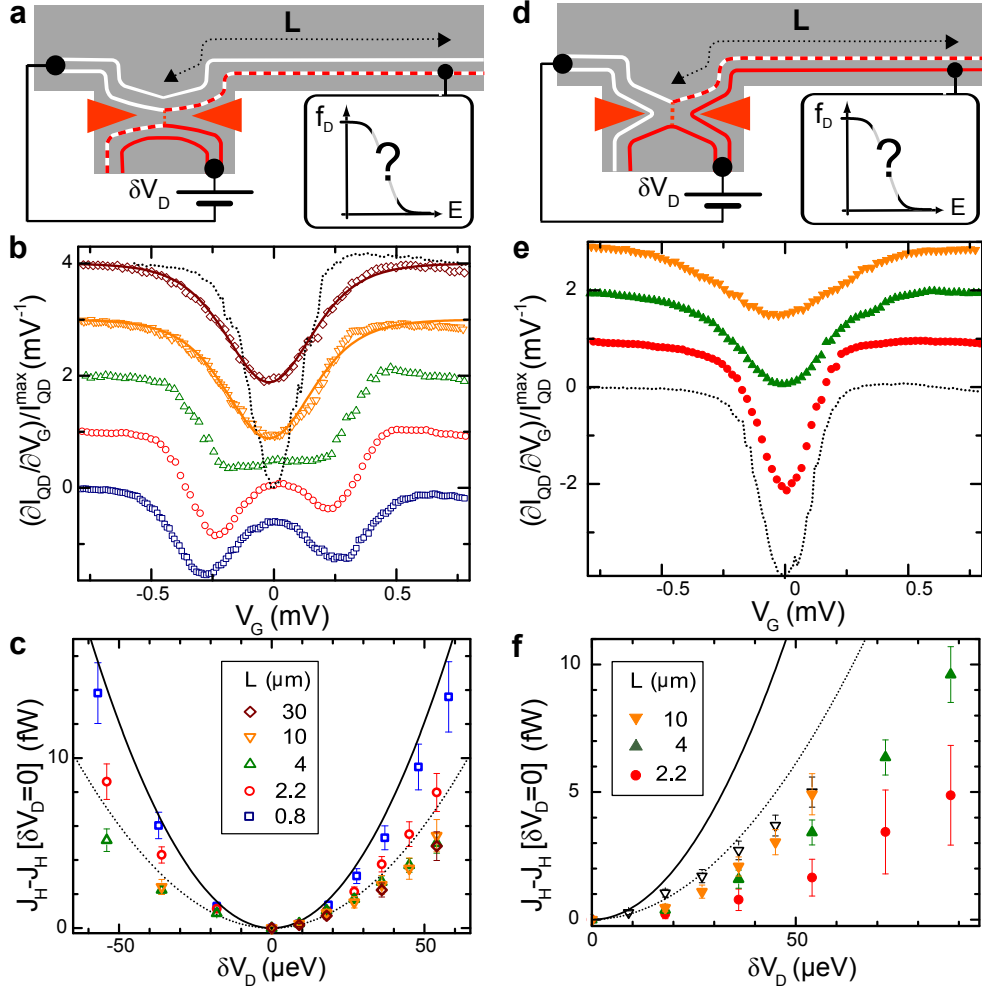 a
L
f_D
?
δV_D
E
b
4
2
0
(∂I_QD/∂V_G)/I_QD^max (mV⁻¹)
-0.5
0
0.5
V_G (mV)
c
L (µm)
30
10
4
2.2
0.8
10
0
J_H-J_H [δV_D=0] (fW)
-50
0
50
δV_D (µeV)
d
L
f_D
?
δV_D
E
e
2
0
-2
(∂I_QD/∂V_G)/I_QD^max (mV⁻¹)
-0.5
0
0.5
V_G (mV)
f
L (µm)
10
4
2.2
10
5
0
J_H-J_H [δV_D=0] (fW)
0
50
δV_D (µeV)